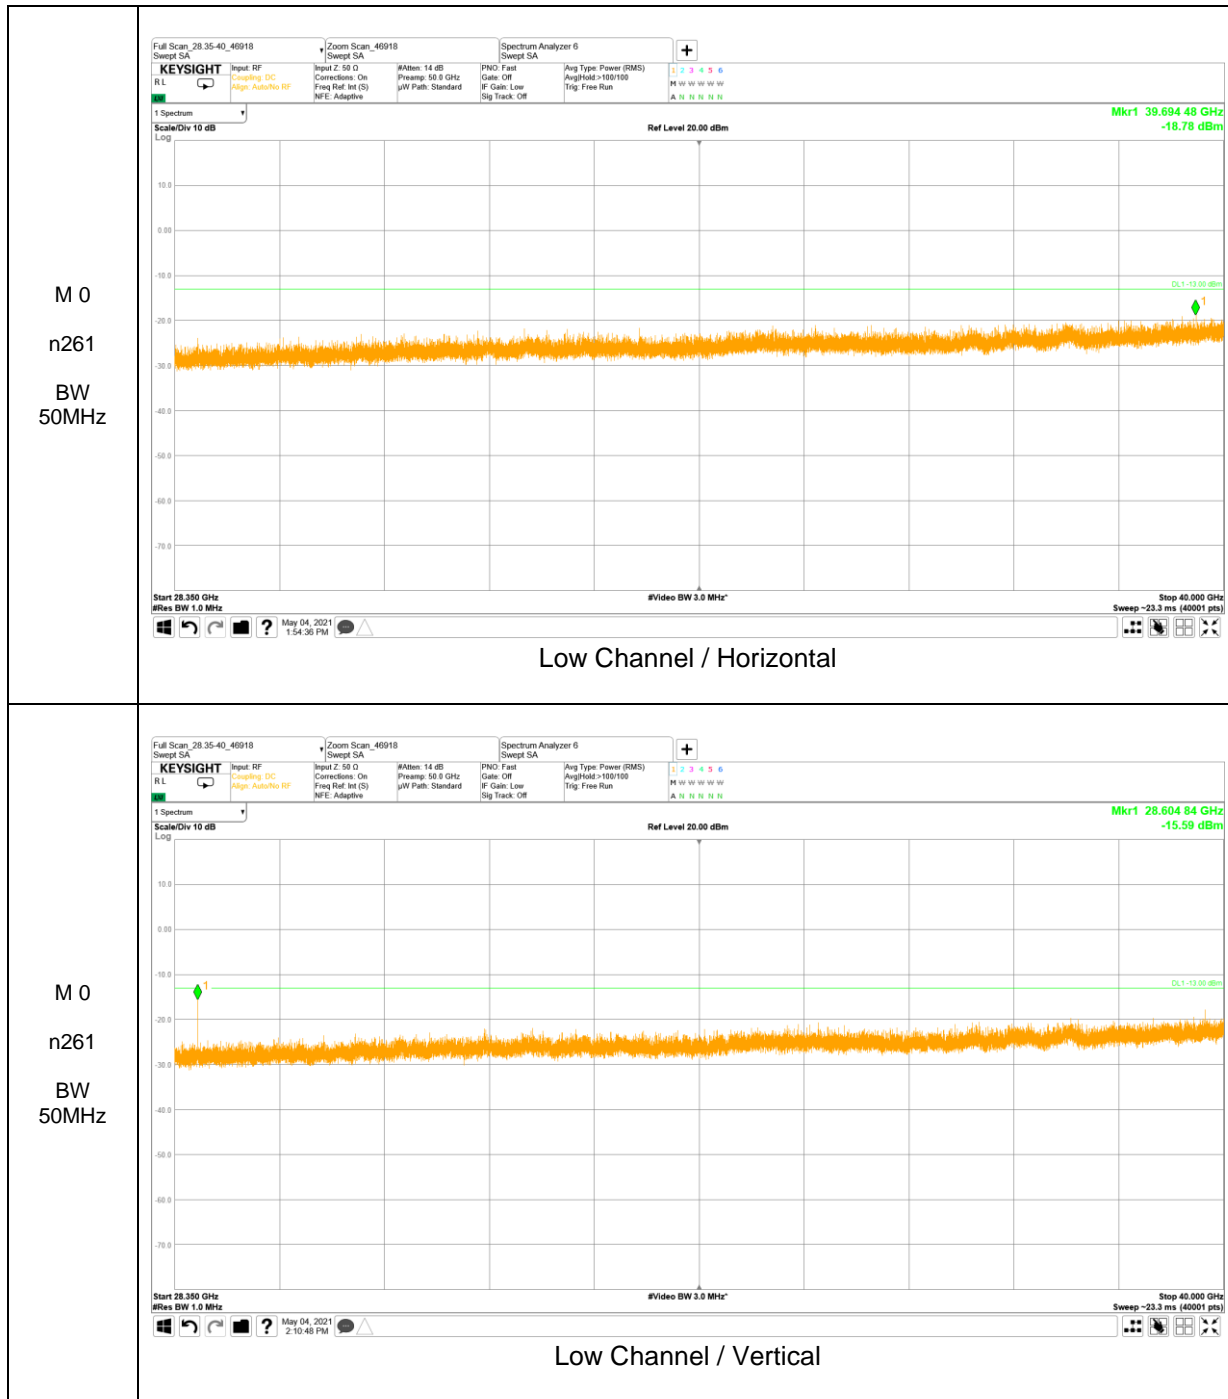 M 0
n261
BW
50MHz
Full Scan_28.35-40_46918
Swept SA
Zoom Scan_46918
Swept SA
Spectrum Analyzer 6
Swept SA
KEYSIGHT
R L
Input: RF
Coupling: DC
Align: Auto/No RF
Input Z: 50 Ω
Corrections: On
Freq Ref: Int (S)
NFE: Adaptive
#Atten: 14 dB
Preamp: 50.0 GHz
µW Path: Standard
PNO: Fast
Gate: Off
IF Gain: Low
Sig Track: Off
Avg Type: Power (RMS)
Avg|Hold:>100/100
Trig: Free Run
1 2 3 4 5 6
M W W W W W
A N N N N N
1 Spectrum
Scale/Div 10 dB
Log
Ref Level 20.00 dBm
Mkr1 39.694 48 GHz
-18.78 dBm
10.0
0.00
-10.0
DL1 -13.00 dBm
1
-20.0
-30.0
-40.0
-50.0
-60.0
-70.0
Start 28.350 GHz
#Res BW 1.0 MHz
#Video BW 3.0 MHz*
Stop 40.000 GHz
Sweep ~23.3 ms (40001 pts)
May 04, 2021
1:54:36 PM
Low Channel / Horizontal
M 0
n261
BW
50MHz
Full Scan_28.35-40_46918
Swept SA
Zoom Scan_46918
Swept SA
Spectrum Analyzer 6
Swept SA
KEYSIGHT
R L
Input: RF
Coupling: DC
Align: Auto/No RF
Input Z: 50 Ω
Corrections: On
Freq Ref: Int (S)
NFE: Adaptive
#Atten: 14 dB
Preamp: 50.0 GHz
µW Path: Standard
PNO: Fast
Gate: Off
IF Gain: Low
Sig Track: Off
Avg Type: Power (RMS)
Avg|Hold:>100/100
Trig: Free Run
1 2 3 4 5 6
M W W W W W
A N N N N N
1 Spectrum
Scale/Div 10 dB
Log
Ref Level 20.00 dBm
Mkr1 28.604 84 GHz
-15.59 dBm
10.0
0.00
-10.0
DL1 -13.00 dBm
1
-20.0
-30.0
-40.0
-50.0
-60.0
-70.0
Start 28.350 GHz
#Res BW 1.0 MHz
#Video BW 3.0 MHz*
Stop 40.000 GHz
Sweep ~23.3 ms (40001 pts)
May 04, 2021
2:10:48 PM
Low Channel / Vertical